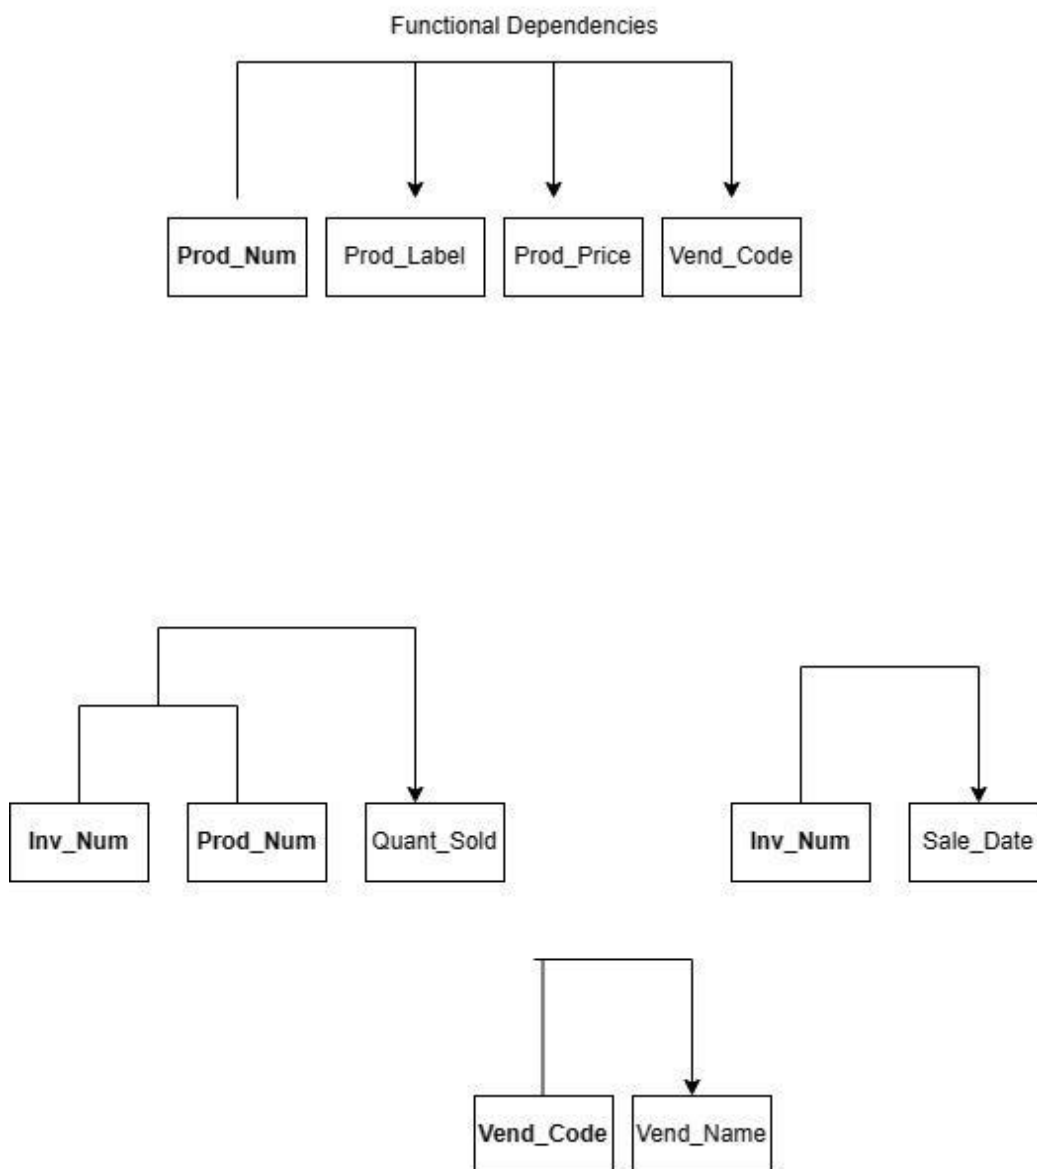 Functional Dependencies
Prod_Num Prod_Label Prod_Price Vend_Code
Inv_Num Prod_Num Quant_Sold Inv_Num Sale_Date
Vend_Code Vend_Name